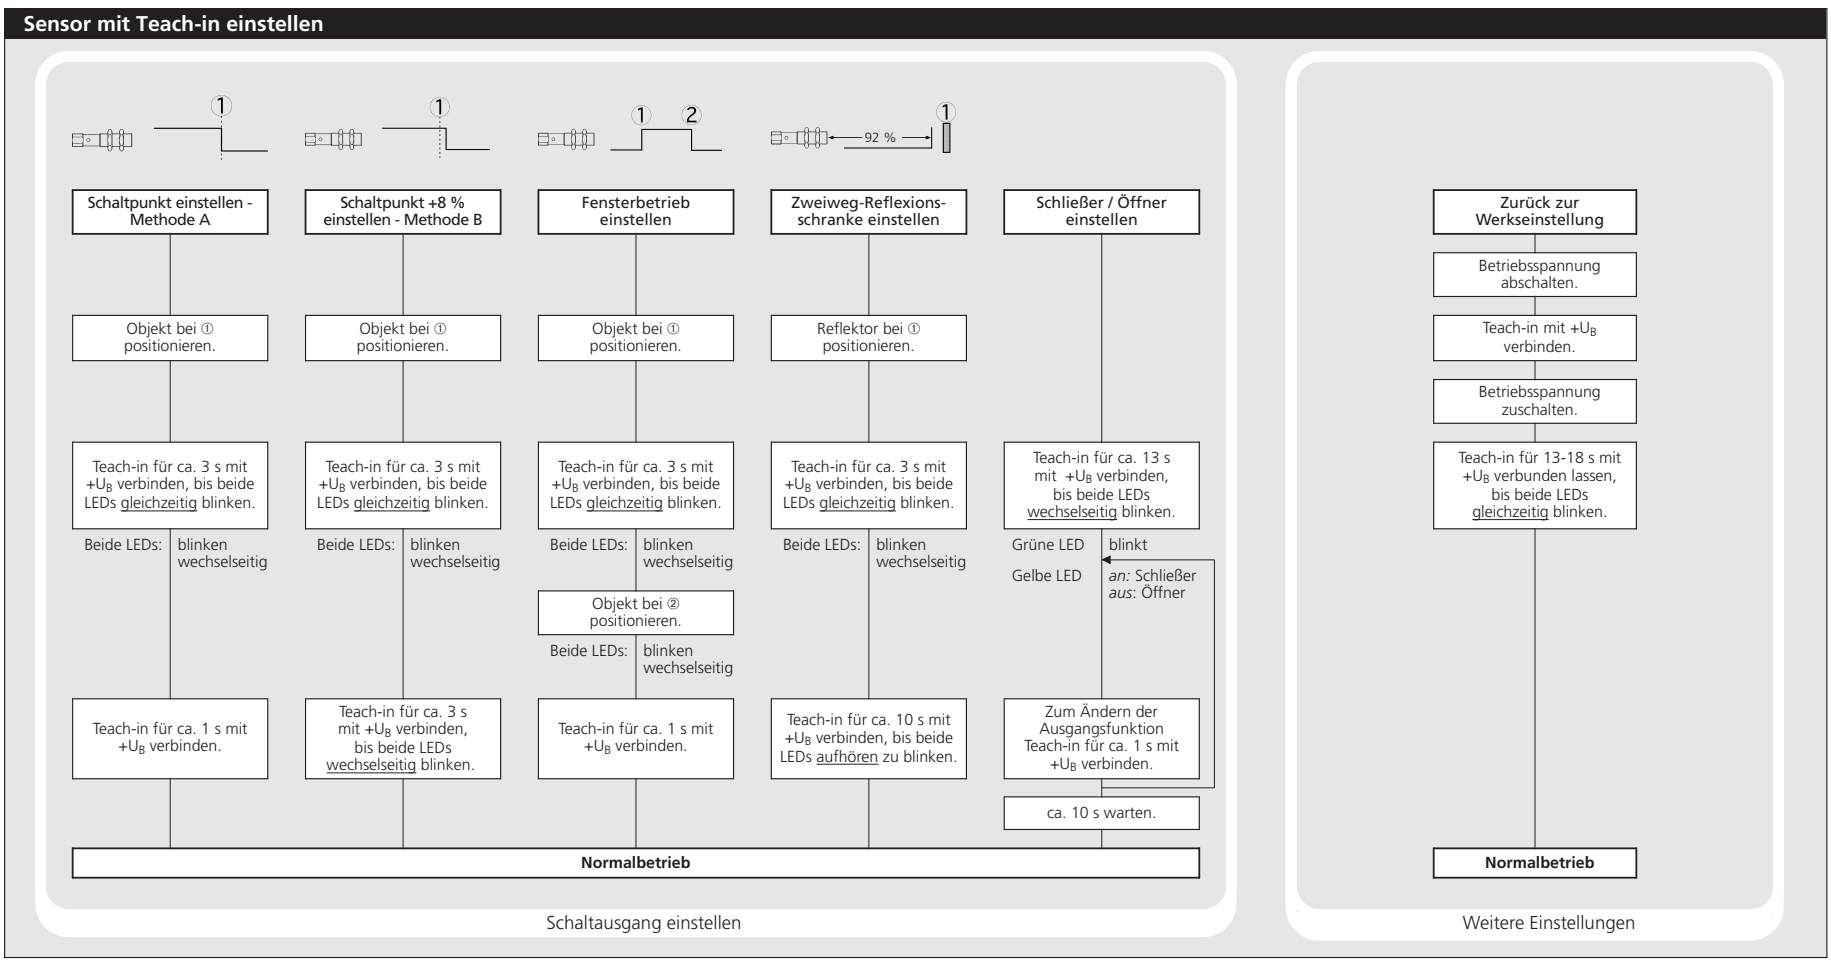 Sensor mit Teach-in einstellen
①
Schaltpunkt einstellen -
Methode A
Objekt bei ①
positionieren.
Teach-in für ca. 3 s mit
+UB verbinden, bis beide
LEDs gleichzeitig blinken.
Beide LEDs: blinken
wechselseitig
Teach-in für ca. 1 s mit
+UB verbinden.
①
Schaltpunkt +8 %
einstellen - Methode B
Objekt bei ①
positionieren.
Teach-in für ca. 3 s mit
+UB verbinden, bis beide
LEDs gleichzeitig blinken.
Beide LEDs: blinken
wechselseitig
Teach-in für ca. 3 s
mit +UB verbinden,
bis beide LEDs
wechselseitig blinken.
① ②
Fensterbetrieb
einstellen
Objekt bei ①
positionieren.
Teach-in für ca. 3 s mit
+UB verbinden, bis beide
LEDs gleichzeitig blinken.
Beide LEDs: blinken
wechselseitig
Objekt bei ②
positionieren.
Beide LEDs: blinken
wechselseitig
Teach-in für ca. 1 s mit
+UB verbinden.
①
92 %
Zweiweg-Reflexions-
schranke einstellen
Reflektor bei ①
positionieren.
Teach-in für ca. 3 s mit
+UB verbinden, bis beide
LEDs gleichzeitig blinken.
Beide LEDs: blinken
wechselseitig
Teach-in für ca. 10 s mit
+UB verbinden, bis beide
LEDs aufhören zu blinken.
Schließer / Öffner
einstellen
Teach-in für ca. 13 s
mit +UB verbinden,
bis beide LEDs
wechselseitig blinken.
Grüne LED blinkt
Gelbe LED an: Schließer
aus: Öffner
Zum Ändern der
Ausgangsfunktion
Teach-in für ca. 1 s mit
+UB verbinden.
ca. 10 s warten.
Normalbetrieb
Schaltausgang einstellen
Zurück zur
Werkseinstellung
Betriebsspannung
abschalten.
Teach-in mit +UB
verbinden.
Betriebsspannung
zuschalten.
Teach-in für 13-18 s mit
+UB verbunden lassen,
bis beide LEDs
gleichzeitig blinken.
Normalbetrieb
Weitere Einstellungen